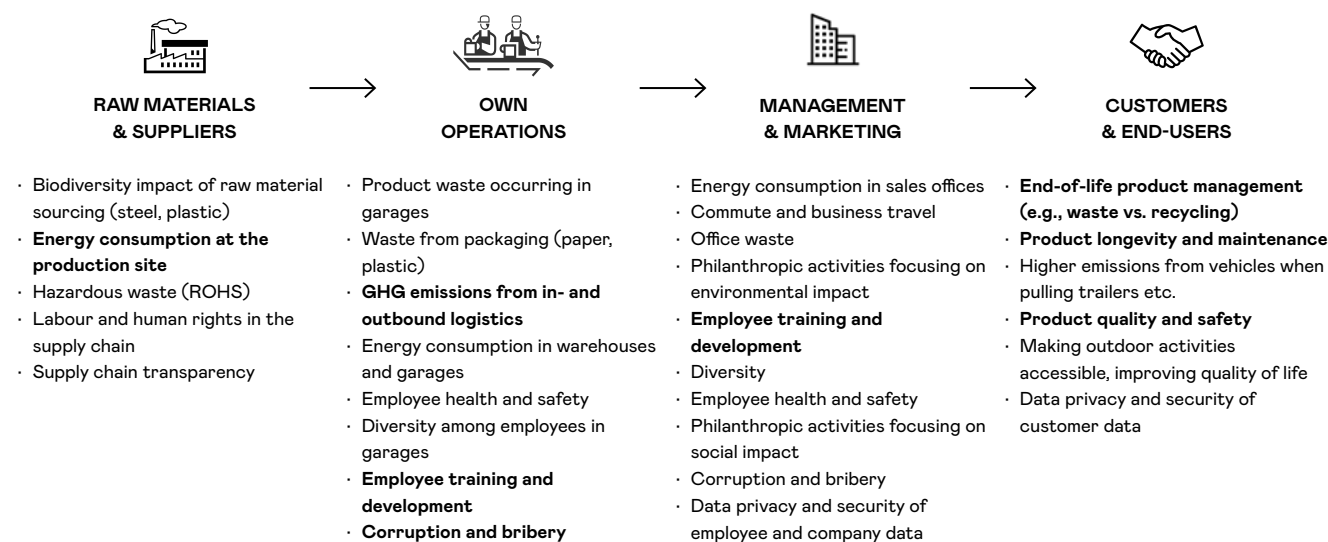 RAW MATERIALS
& SUPPLIERS
· Biodiversity impact of raw material
sourcing (steel, plastic)
· Energy consumption at the
production site
· Hazardous waste (ROHS)
· Labour and human rights in the
supply chain
· Supply chain transparency
OWN
OPERATIONS
· Product waste occurring in
garages
· Waste from packaging (paper,
plastic)
· GHG emissions from in- and
outbound logistics
· Energy consumption in warehouses
and garages
· Employee health and safety
· Diversity among employees in
garages
· Employee training and
development
· Corruption and bribery
MANAGEMENT
& MARKETING
· Energy consumption in sales offices
· Commute and business travel
· Office waste
· Philanthropic activities focusing on
environmental impact
· Employee training and
development
· Diversity
· Employee health and safety
· Philanthropic activities focusing on
social impact
· Corruption and bribery
· Data privacy and security of
employee and company data
CUSTOMERS
& END-USERS
· End-of-life product management
(e.g., waste vs. recycling)
· Product longevity and maintenance
· Higher emissions from vehicles when
pulling trailers etc.
· Product quality and safety
· Making outdoor activities
accessible, improving quality of life
· Data privacy and security of
customer data